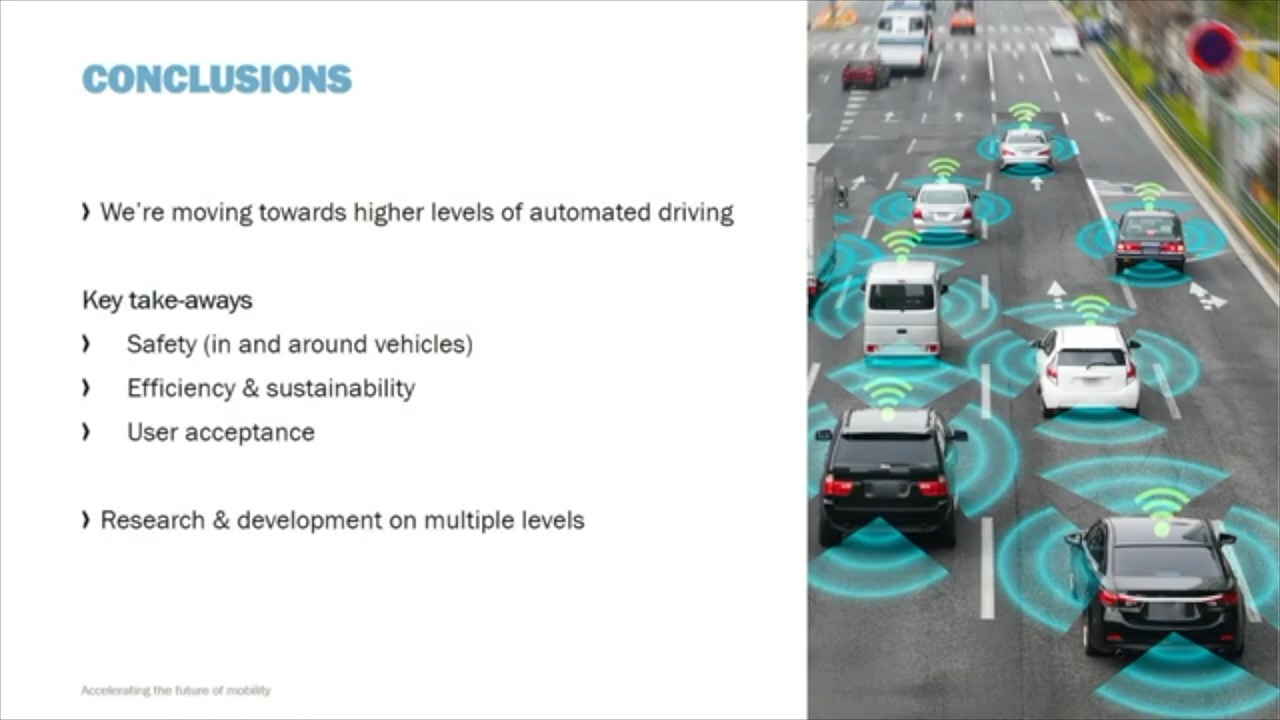 CONCLUSIONS
❯ We're moving towards higher levels of automated driving
Key take-aways
❯ Safety (in and around vehicles)
❯ Efficiency & sustainability
❯ User acceptance
❯ Research & development on multiple levels
Accelerating the future of mobility